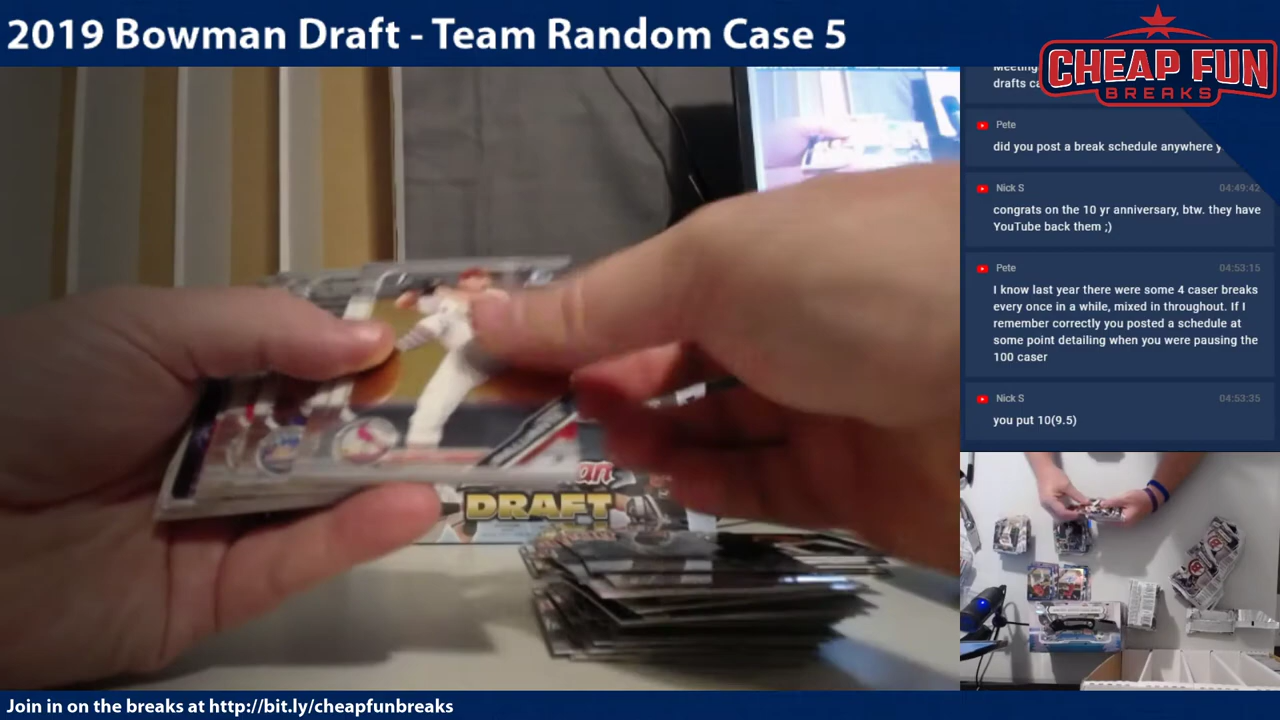 2019 Bowman Draft - Team Random Case 5
CHEAP FUN
BREAKS
Meeting
drafts
Pete
did you post a break schedule anywhere
Nick S
04:49:42
congrats on the 10 yr anniversary, btw. they have
YouTube back them ;)
Pete
04:53:15
I know last year there were some 4 caser breaks
every once in a while, mixed in throughout. If I
remember correctly you posted a schedule at
some point detailing when you were pausing the
100 caser
Nick S
04:53:35
you put 10(9.5)
DRAFT
Join in on the breaks at http://bit.ly/cheapfunbreaks